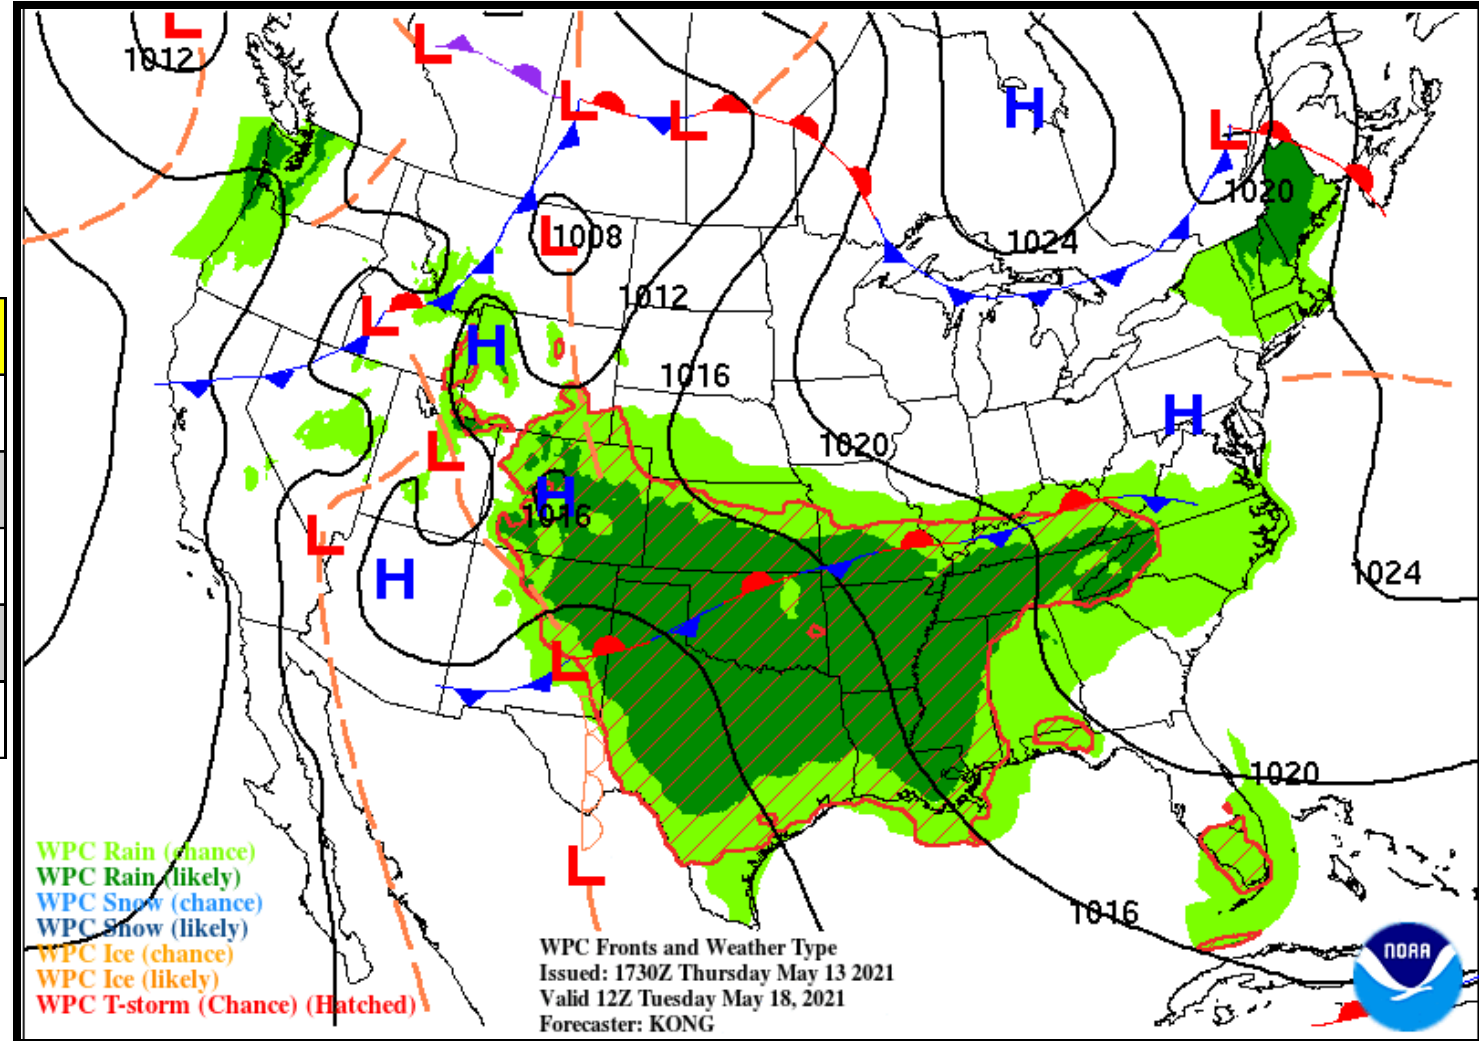 L
1012
L
L
H
L
L
1020
L
1008
1024
1012
L
H
1016
H
1020
L
H
1016
L
H
1024
L
1020
L
1016
WPC Rain (chance)
WPC Rain (likely)
WPC Snow (chance)
WPC Snow (likely)
WPC Ice (chance)
WPC Ice (likely)
WPC T-storm (Chance) (Hatched)
WPC Fronts and Weather Type
Issued: 1730Z Thursday May 13 2021
Valid 12Z Tuesday May 18, 2021
Forecaster: KONG
NOAA